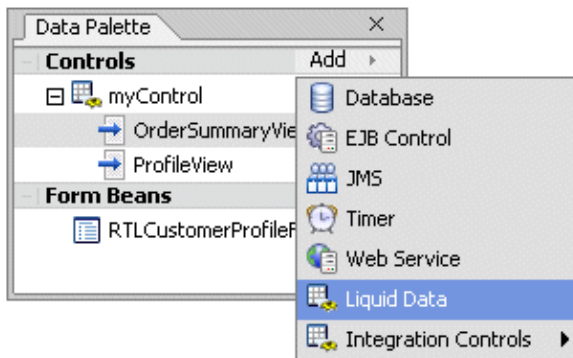 Data Palette
Controls Add
myControl
Database
OrderSummaryVie
EJB Control
ProfileView
JMS
Form Beans
Timer
RTLCustomerProfileF
Web Service
Liquid Data
Integration Controls